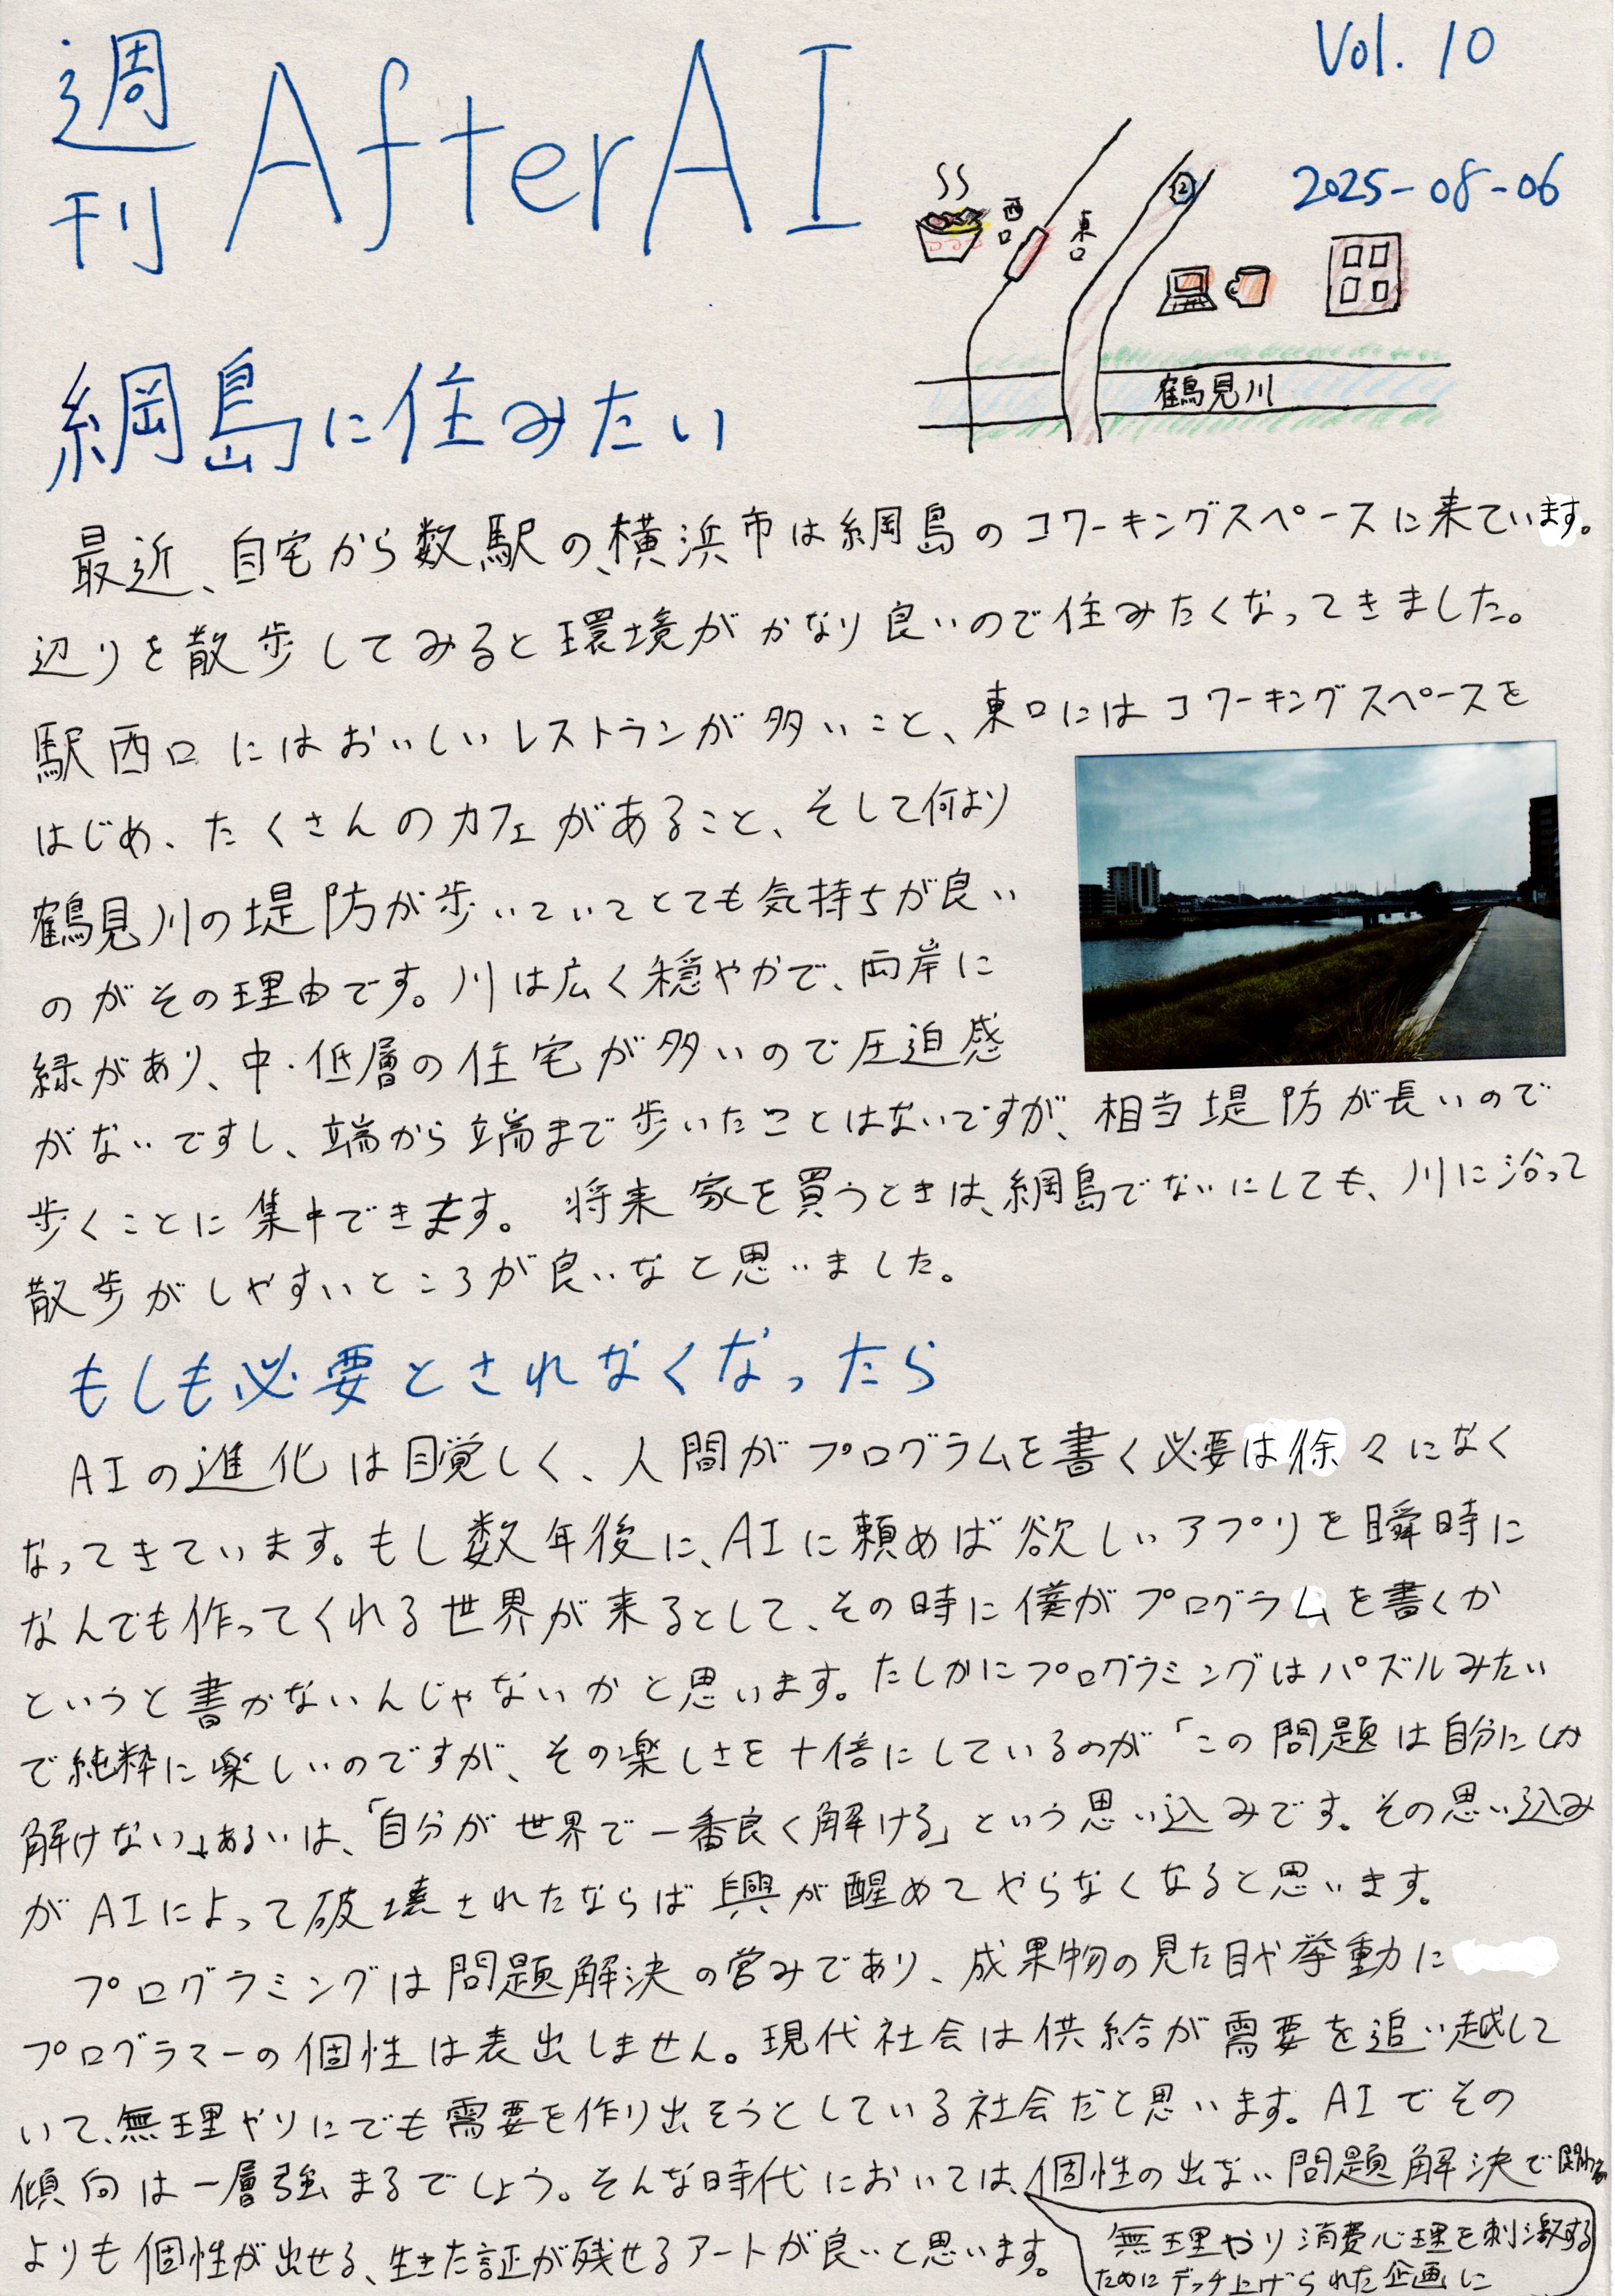 週刊 AfterAI
Vol. 10
2025-08-06
西口
東口
2
鶴見川
綱島に住みたい
最近、自宅から数駅の、横浜市は綱島のコワーキングスペースに来ています。
辺りを散歩してみると環境がかなり良いので住みたくなってきました。
駅西口にはおいしいレストランが多いこと、東口にはコワーキングスペースを
はじめ、たくさんのカフェがあること、そして何より
鶴見川の堤防が歩いていてとても気持ちが良い
のがその理由です。川は広く穏やかで、両岸に
緑があり、中・低層の住宅が多いので圧迫感
がないですし、端から端まで歩いたことはないですが、相当堤防が長いので
歩くことに集中できます。将来家を買うときは、綱島でないにしても、川に沿って
散歩がしやすいところが良いなと思いました。
もしも必要とされなくなったら
AIの進化は目覚しく、人間がプログラムを書く必要は徐々になく
なってきています。もし数年後に、AIに頼めば欲しいアプリを瞬時に
なんでも作ってくれる世界が来るとして、その時に僕がプログラムを書くか
というと書かないんじゃないかと思います。たしかにプログラミングはパズルみたい
で純粋に楽しいのですが、その楽しさを十倍にしているのが「この問題は自分にしか
解けない」あるいは、「自分が世界で一番良く解ける」という思い込みです。その思い込み
がAIによって破壊されたならば興が醒めてやらなくなると思います。
プログラミングは問題解決の営みであり、成果物の見た目や挙動に
プログラマーの個性は表出しません。現代社会は供給が需要を追い越して
いて、無理やりにでも需要を作り出そうとしている社会だと思います。AIでその
傾向は一層強まるでしょう。そんな時代においては、個性の出ない問題解決で
よりも個性が出せる、生きた証が残せるアートが良いと思います。
無理やり消費心理を刺激する
ためにデッチ上げられた企画に